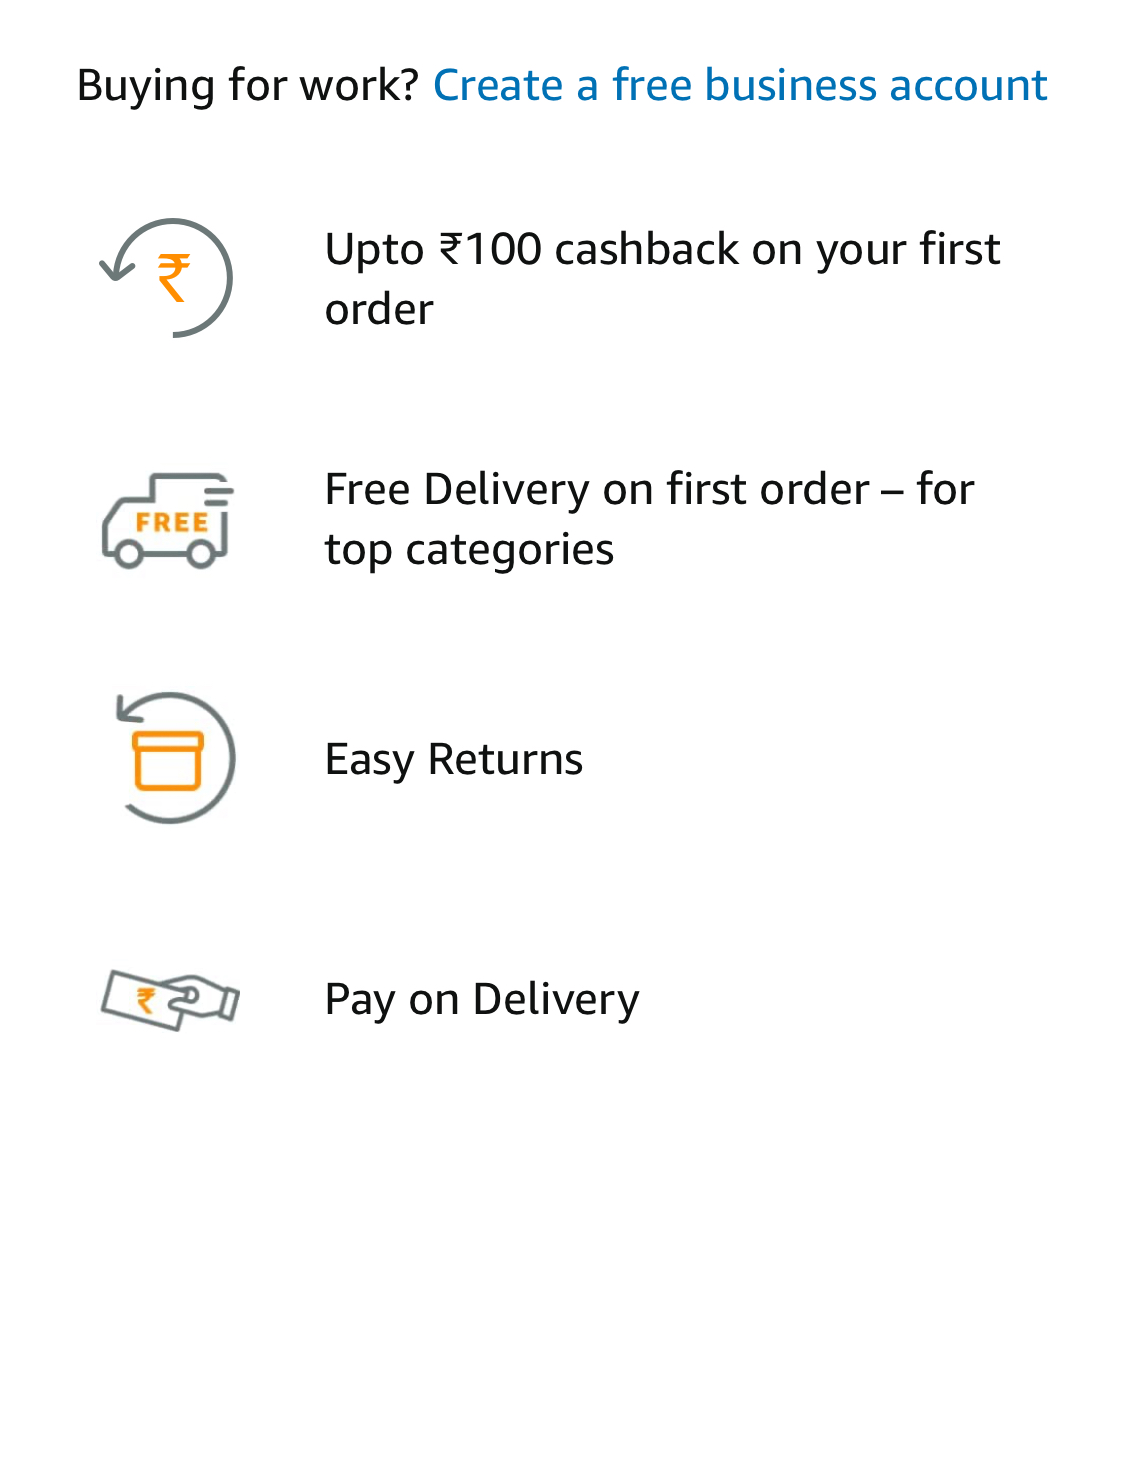 Buying for work? Create a free business account
₹
Upto ₹100 cashback on your first
order
FREE
Free Delivery on first order – for
top categories
Easy Returns
₹
Pay on Delivery